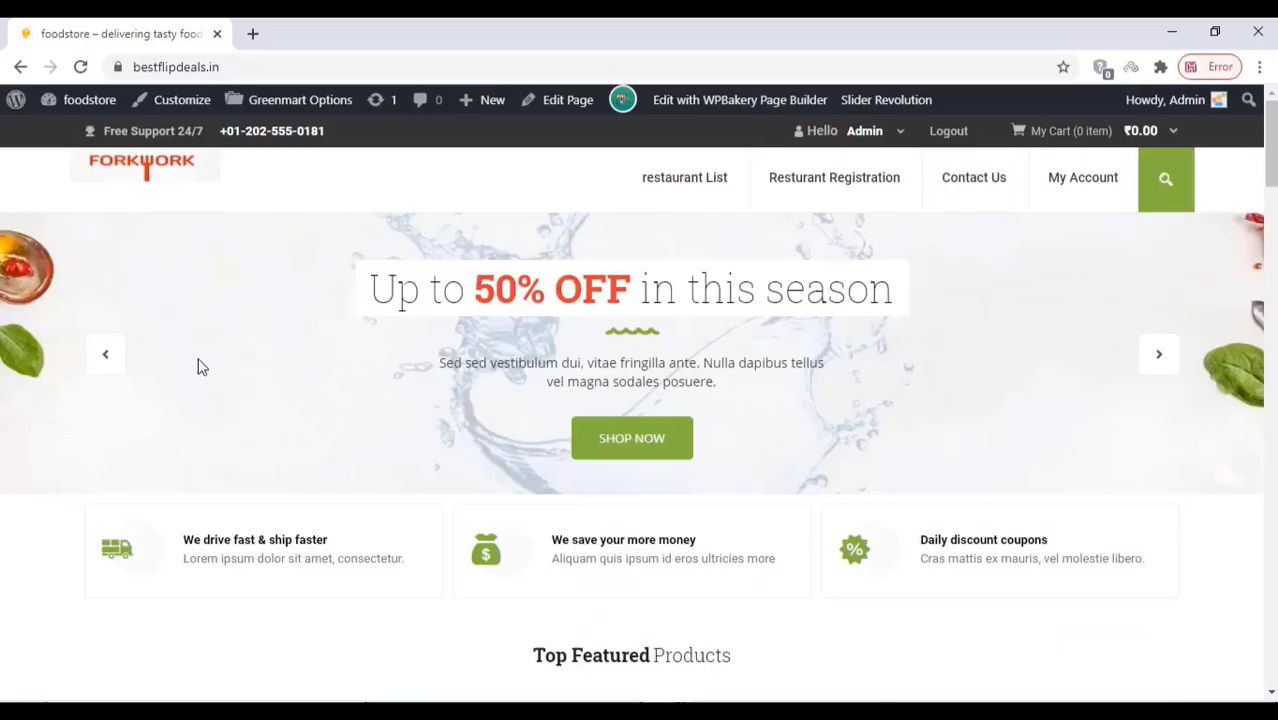 foodstore – delivering tasty food
bestflipdeals.in
0
Error
foodstore
Customize
Greenmart Options
1
0
New
Edit Page
Edit with WPBakery Page Builder
Slider Revolution
Howdy, Admin
Free Support 24/7 +01-202-555-0181
Hello Admin
Logout
My Cart (0 item) ₹0.00
FORKWORK
restaurant List
Resturant Registration
Contact Us
My Account
Up to 50% OFF in this season
Sed sed vestibulum dui, vitae fringilla ante. Nulla dapibus tellus
vel magna sodales posuere.
SHOP NOW
We drive fast & ship faster
Lorem ipsum dolor sit amet, consectetur.
We save your more money
Aliquam quis ipsum id eros ultricies more
Daily discount coupons
Cras mattis ex mauris, vel molestie libero.
Top Featured Products